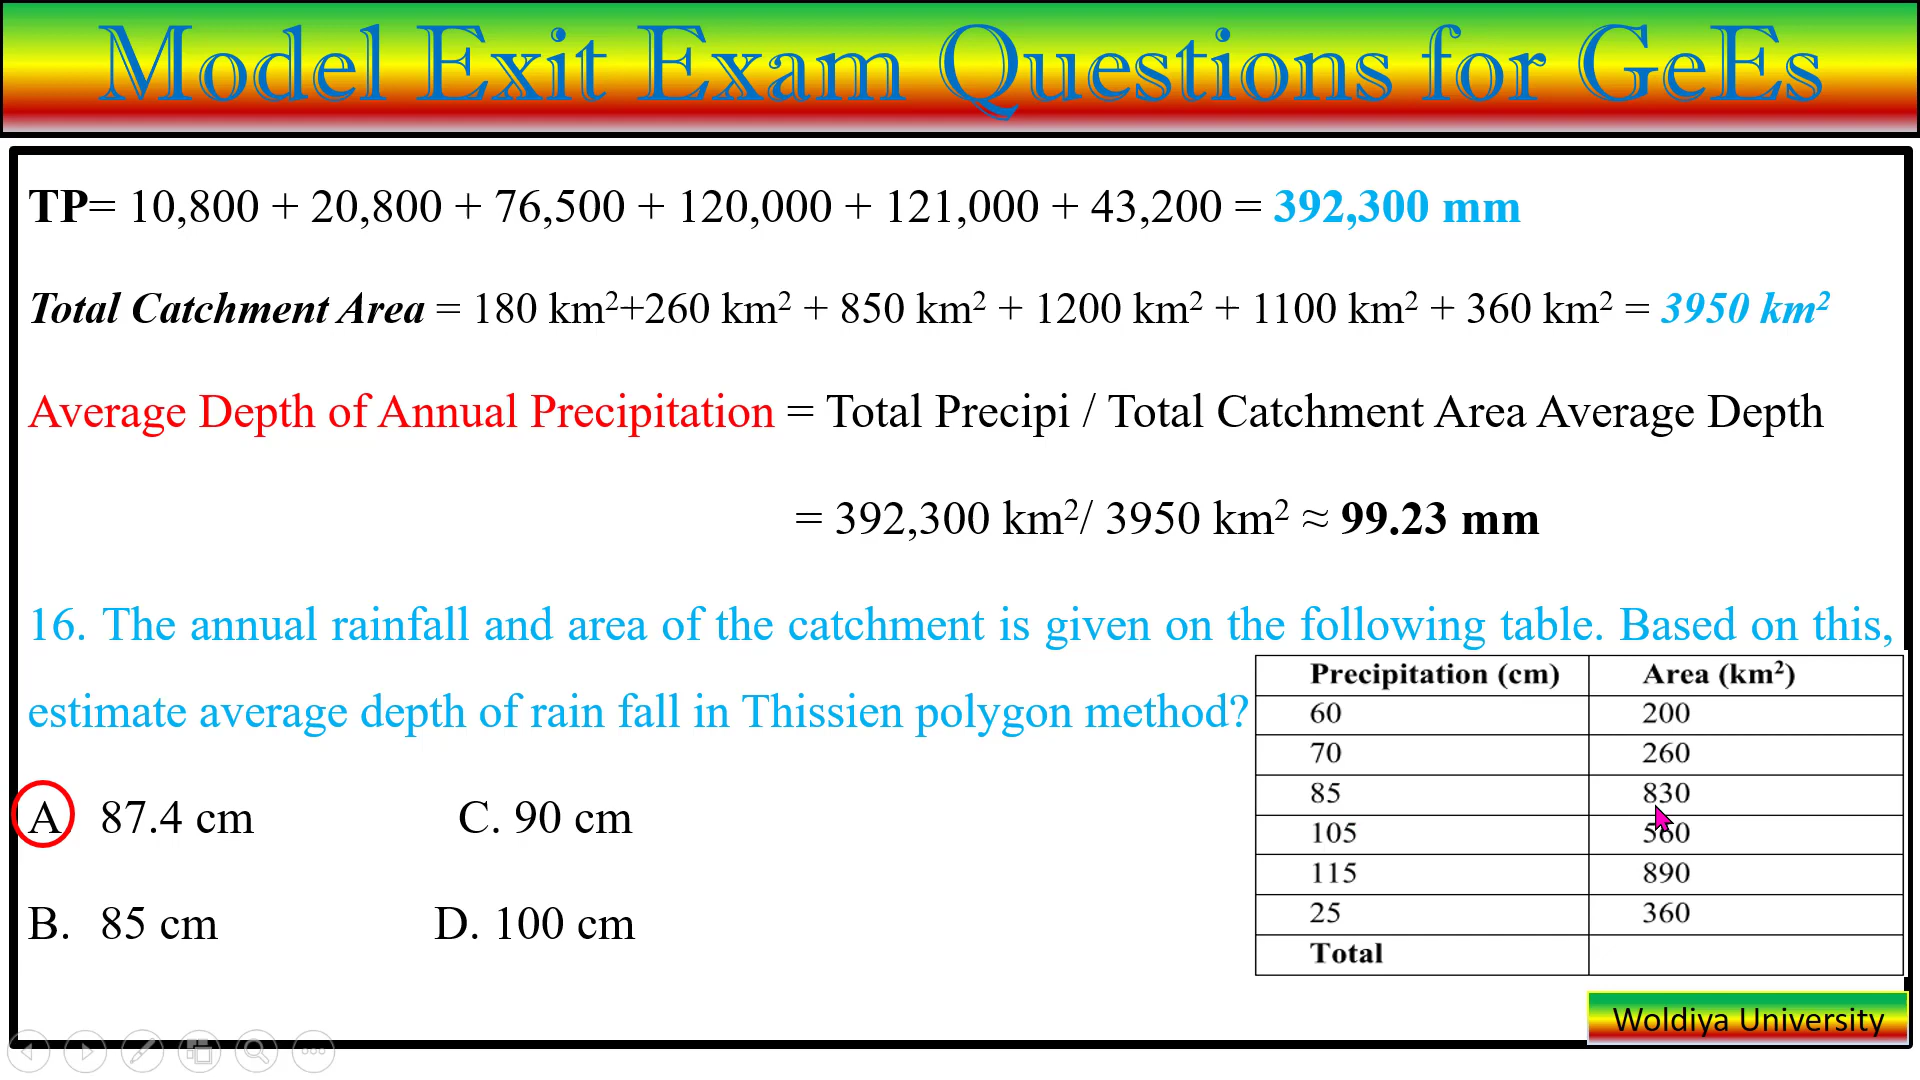 Model Exit Exam Questions for GeEs
TP= 10,800 + 20,800 + 76,500 + 120,000 + 121,000 + 43,200 = 392,300 mm
Total Catchment Area = 180 km²+260 km² + 850 km² + 1200 km² + 1100 km² + 360 km² = 3950 km²
Average Depth of Annual Precipitation = Total Precipi / Total Catchment Area Average Depth
= 392,300 km²/ 3950 km² ≈ 99.23 mm
16. The annual rainfall and area of the catchment is given on the following table. Based on this,
estimate average depth of rain fall in Thissien polygon method?
Precipitation (cm) Area (km²)
60 200
70 260
85 830
105 560
115 890
25 360
Total
A 87.4 cm C. 90 cm
B. 85 cm D. 100 cm
Woldiya University